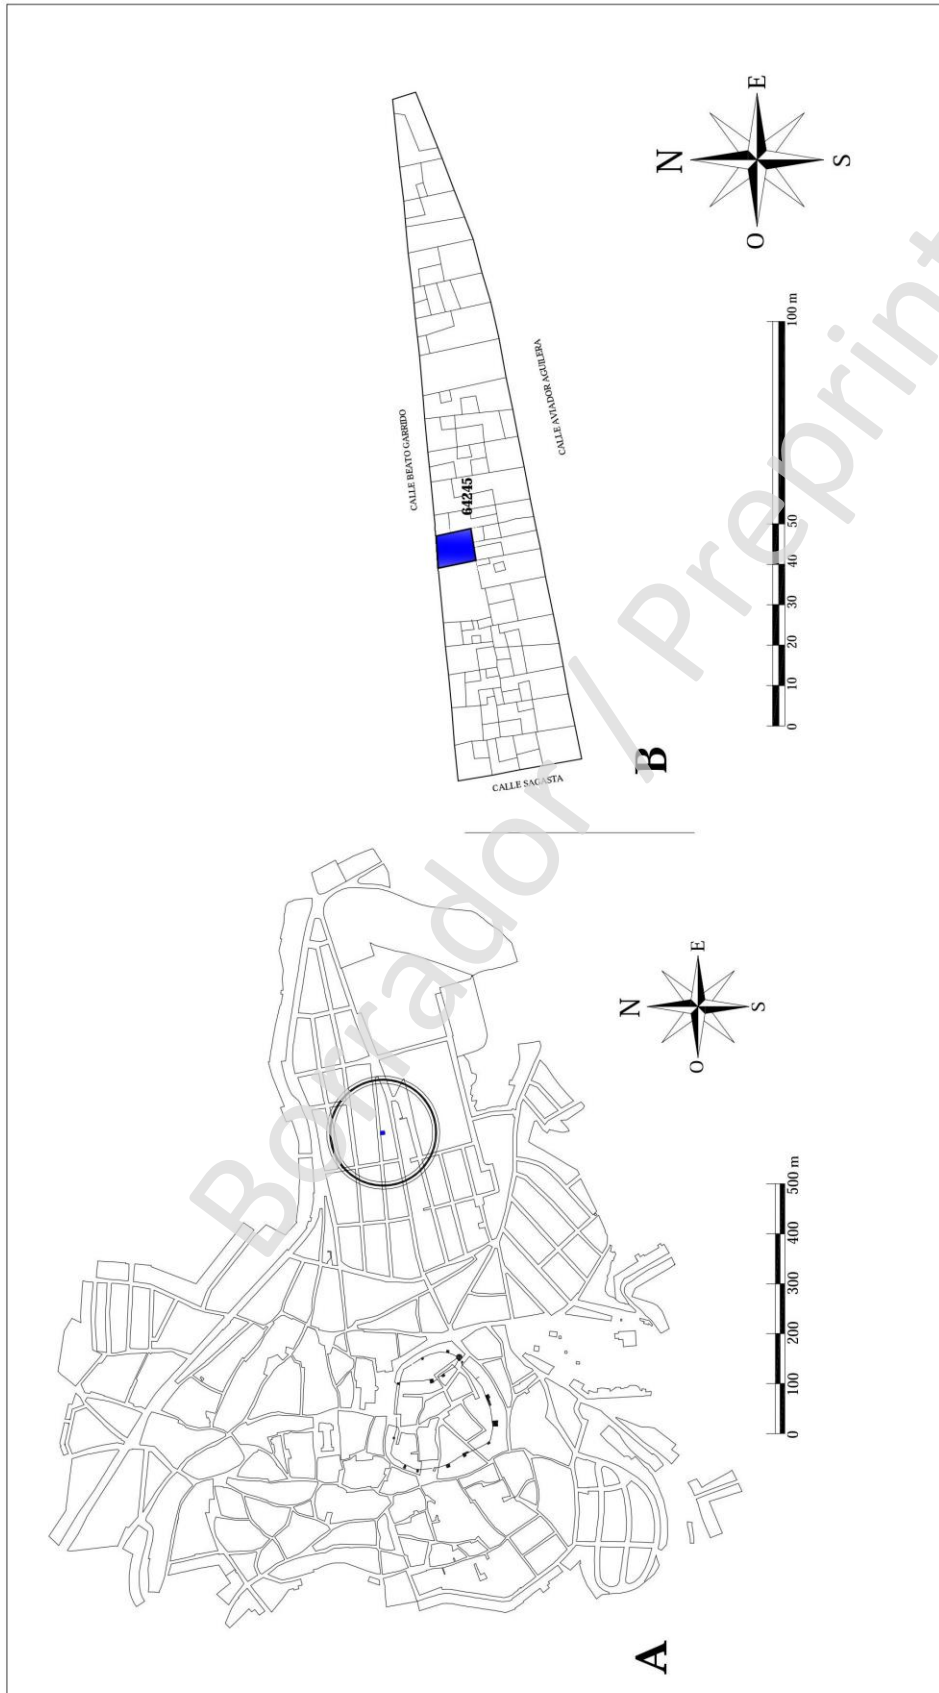 N
E
O
S
CALLE BEATO GARRIDO
64245
CALLE AVIADOR AGUILERA
CALLE SAGASTA
0 10 20 30 40 50 100 m
B
N
E
O
S
0 100 200 300 400 500 m
A
Borrador / Preprint